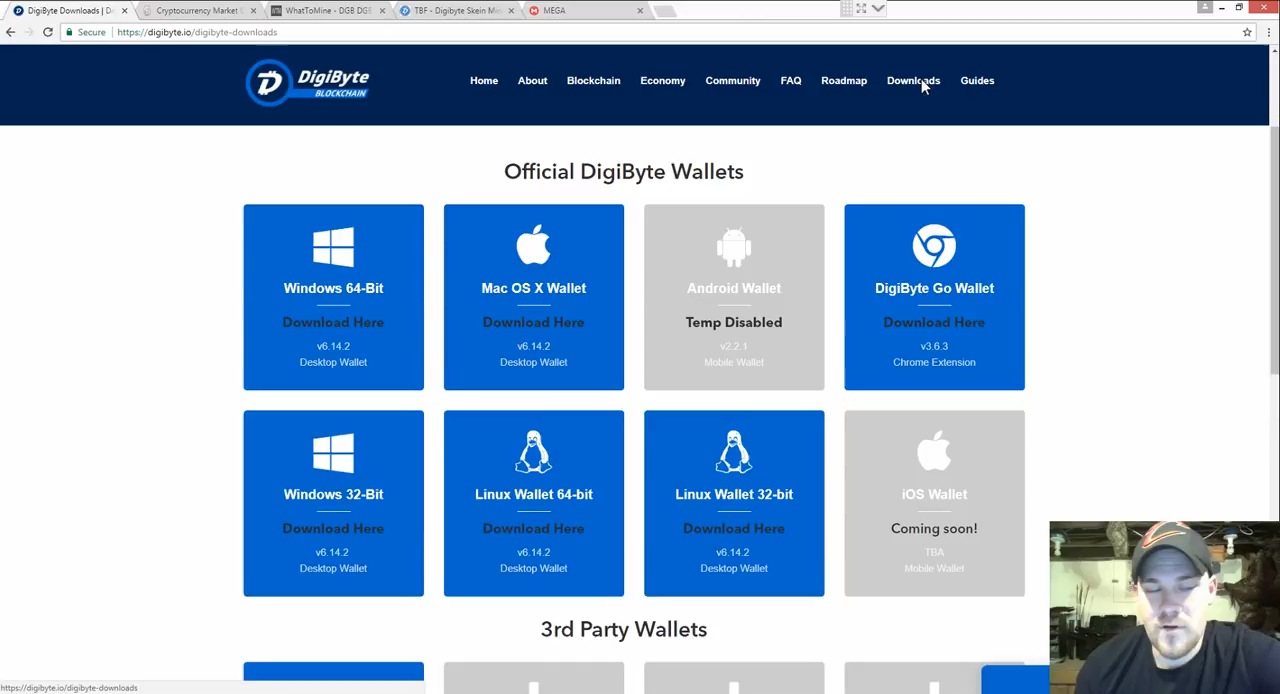 DigiByte Downloads | D
Cryptocurrency Market C
WhatToMine - DGB DGB
TBF - Digibyte Skein Mi
MEGA
Secure
https://digibyte.io/digibyte-downloads
DigiByte
BLOCKCHAIN
Home
About
Blockchain
Economy
Community
FAQ
Roadmap
Downloads
Guides
Official DigiByte Wallets
Windows 64-Bit
Download Here
v6.14.2
Desktop Wallet
Mac OS X Wallet
Download Here
v6.14.2
Desktop Wallet
Android Wallet
Temp Disabled
v2.2.1
Mobile Wallet
DigiByte Go Wallet
Download Here
v3.6.3
Chrome Extension
Windows 32-Bit
Download Here
v6.14.2
Desktop Wallet
Linux Wallet 64-bit
Download Here
v6.14.2
Desktop Wallet
Linux Wallet 32-bit
Download Here
v6.14.2
Desktop Wallet
iOS Wallet
Coming soon!
TBA
Mobile Wallet
3rd Party Wallets
https://digibyte.io/digibyte-downloads